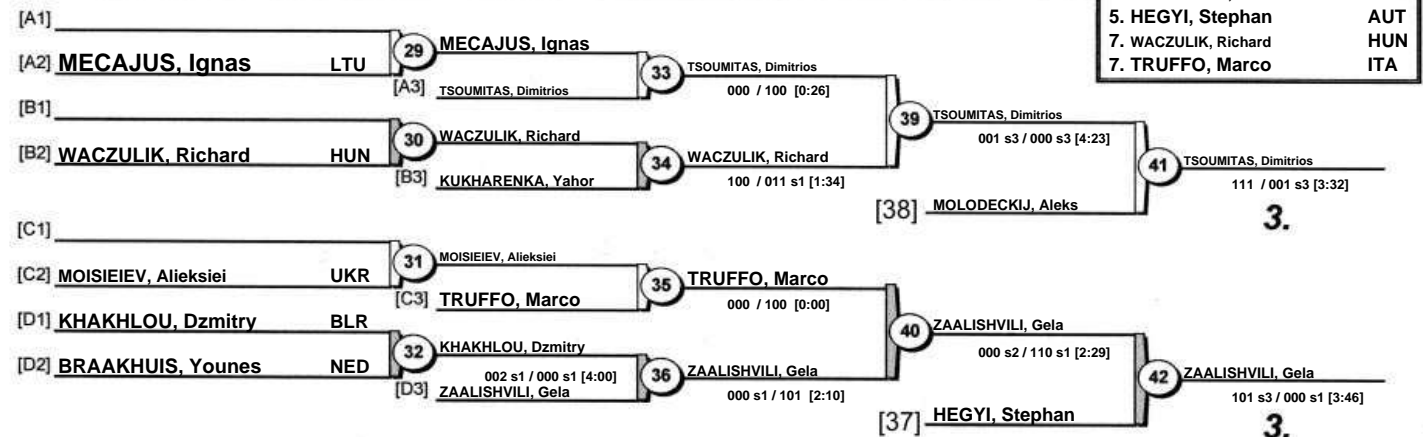 5. HEGYI, Stephan AUT
7. WACZULIK, Richard HUN
7. TRUFFO, Marco ITA
[A1]
[A2] MECAJUS, Ignas LTU
29 MECAJUS, Ignas
[A3] TSOUMITAS, Dimitrios
33 TSOUMITAS, Dimitrios
000 / 100 [0:26]
[B1]
[B2] WACZULIK, Richard HUN
30 WACZULIK, Richard
[B3] KUKHARENKA, Yahor
34 WACZULIK, Richard
100 / 011 s1 [1:34]
39 TSOUMITAS, Dimitrios
001 s3 / 000 s3 [4:23]
[38] MOLODECKIJ, Aleks
41 TSOUMITAS, Dimitrios
111 / 001 s3 [3:32]
3.
[C1]
[C2] MOISIEIEV, Alieksiei UKR
31 MOISIEIEV, Alieksiei
[C3] TRUFFO, Marco
35 TRUFFO, Marco
000 / 100 [0:00]
[D1] KHAKHLOU, Dzmitry BLR
[D2] BRAAKHUIS, Younes NED
32 KHAKHLOU, Dzmitry
002 s1 / 000 s1 [4:00]
[D3] ZAALISHVILI, Gela
36 ZAALISHVILI, Gela
000 s1 / 101 [2:10]
40 ZAALISHVILI, Gela
000 s2 / 110 s1 [2:29]
[37] HEGYI, Stephan
42 ZAALISHVILI, Gela
101 s3 / 000 s1 [3:46]
3.